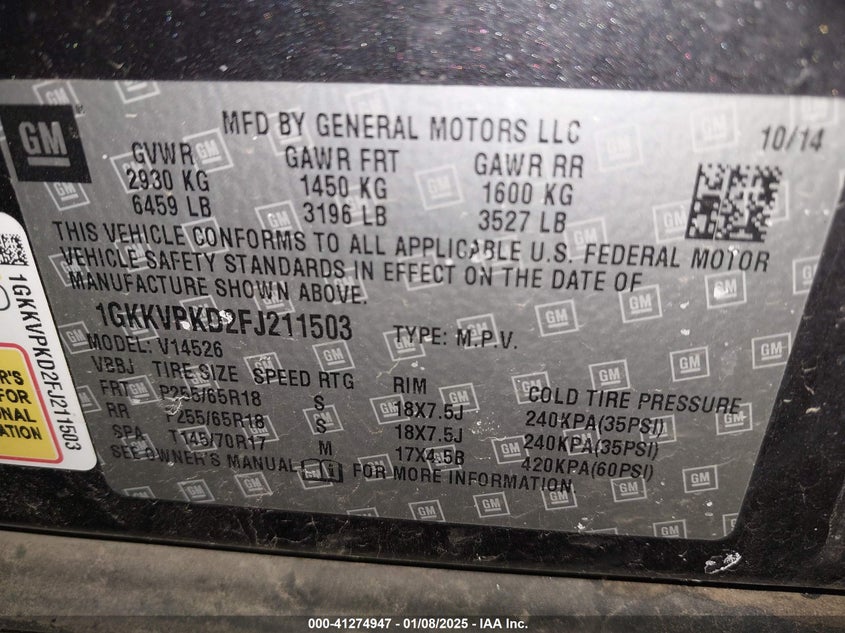 GM
MFD BY GENERAL MOTORS LLC
10/14
GVWR GAWR FRT GAWR RR
2930 KG 1450 KG 1600 KG
6459 LB 3196 LB 3527 LB
THIS VEHICLE CONFORMS TO ALL APPLICABLE U.S. FEDERAL MOTOR
VEHICLE SAFETY STANDARDS IN EFFECT ON THE DATE OF
MANUFACTURE SHOWN ABOVE.
1GKKVPKD2FJ211503 TYPE: M.P.V.
MODEL: V14526
VBBJ TIRE SIZE SPEED RTG RIM COLD TIRE PRESSURE
FRT P255/65R18 S 18X7.5J 240KPA(35PSI)
RR P255/65R18 S 18X7.5J 240KPA(35PSI)
SPA T145/70R17 M 17X4.5B 420KPA(60PSI)
SEE OWNER'S MANUAL FOR MORE INFORMATION.
1GKKVPKD2FJ211503
000-41274947 - 01/08/2025 - IAA Inc.